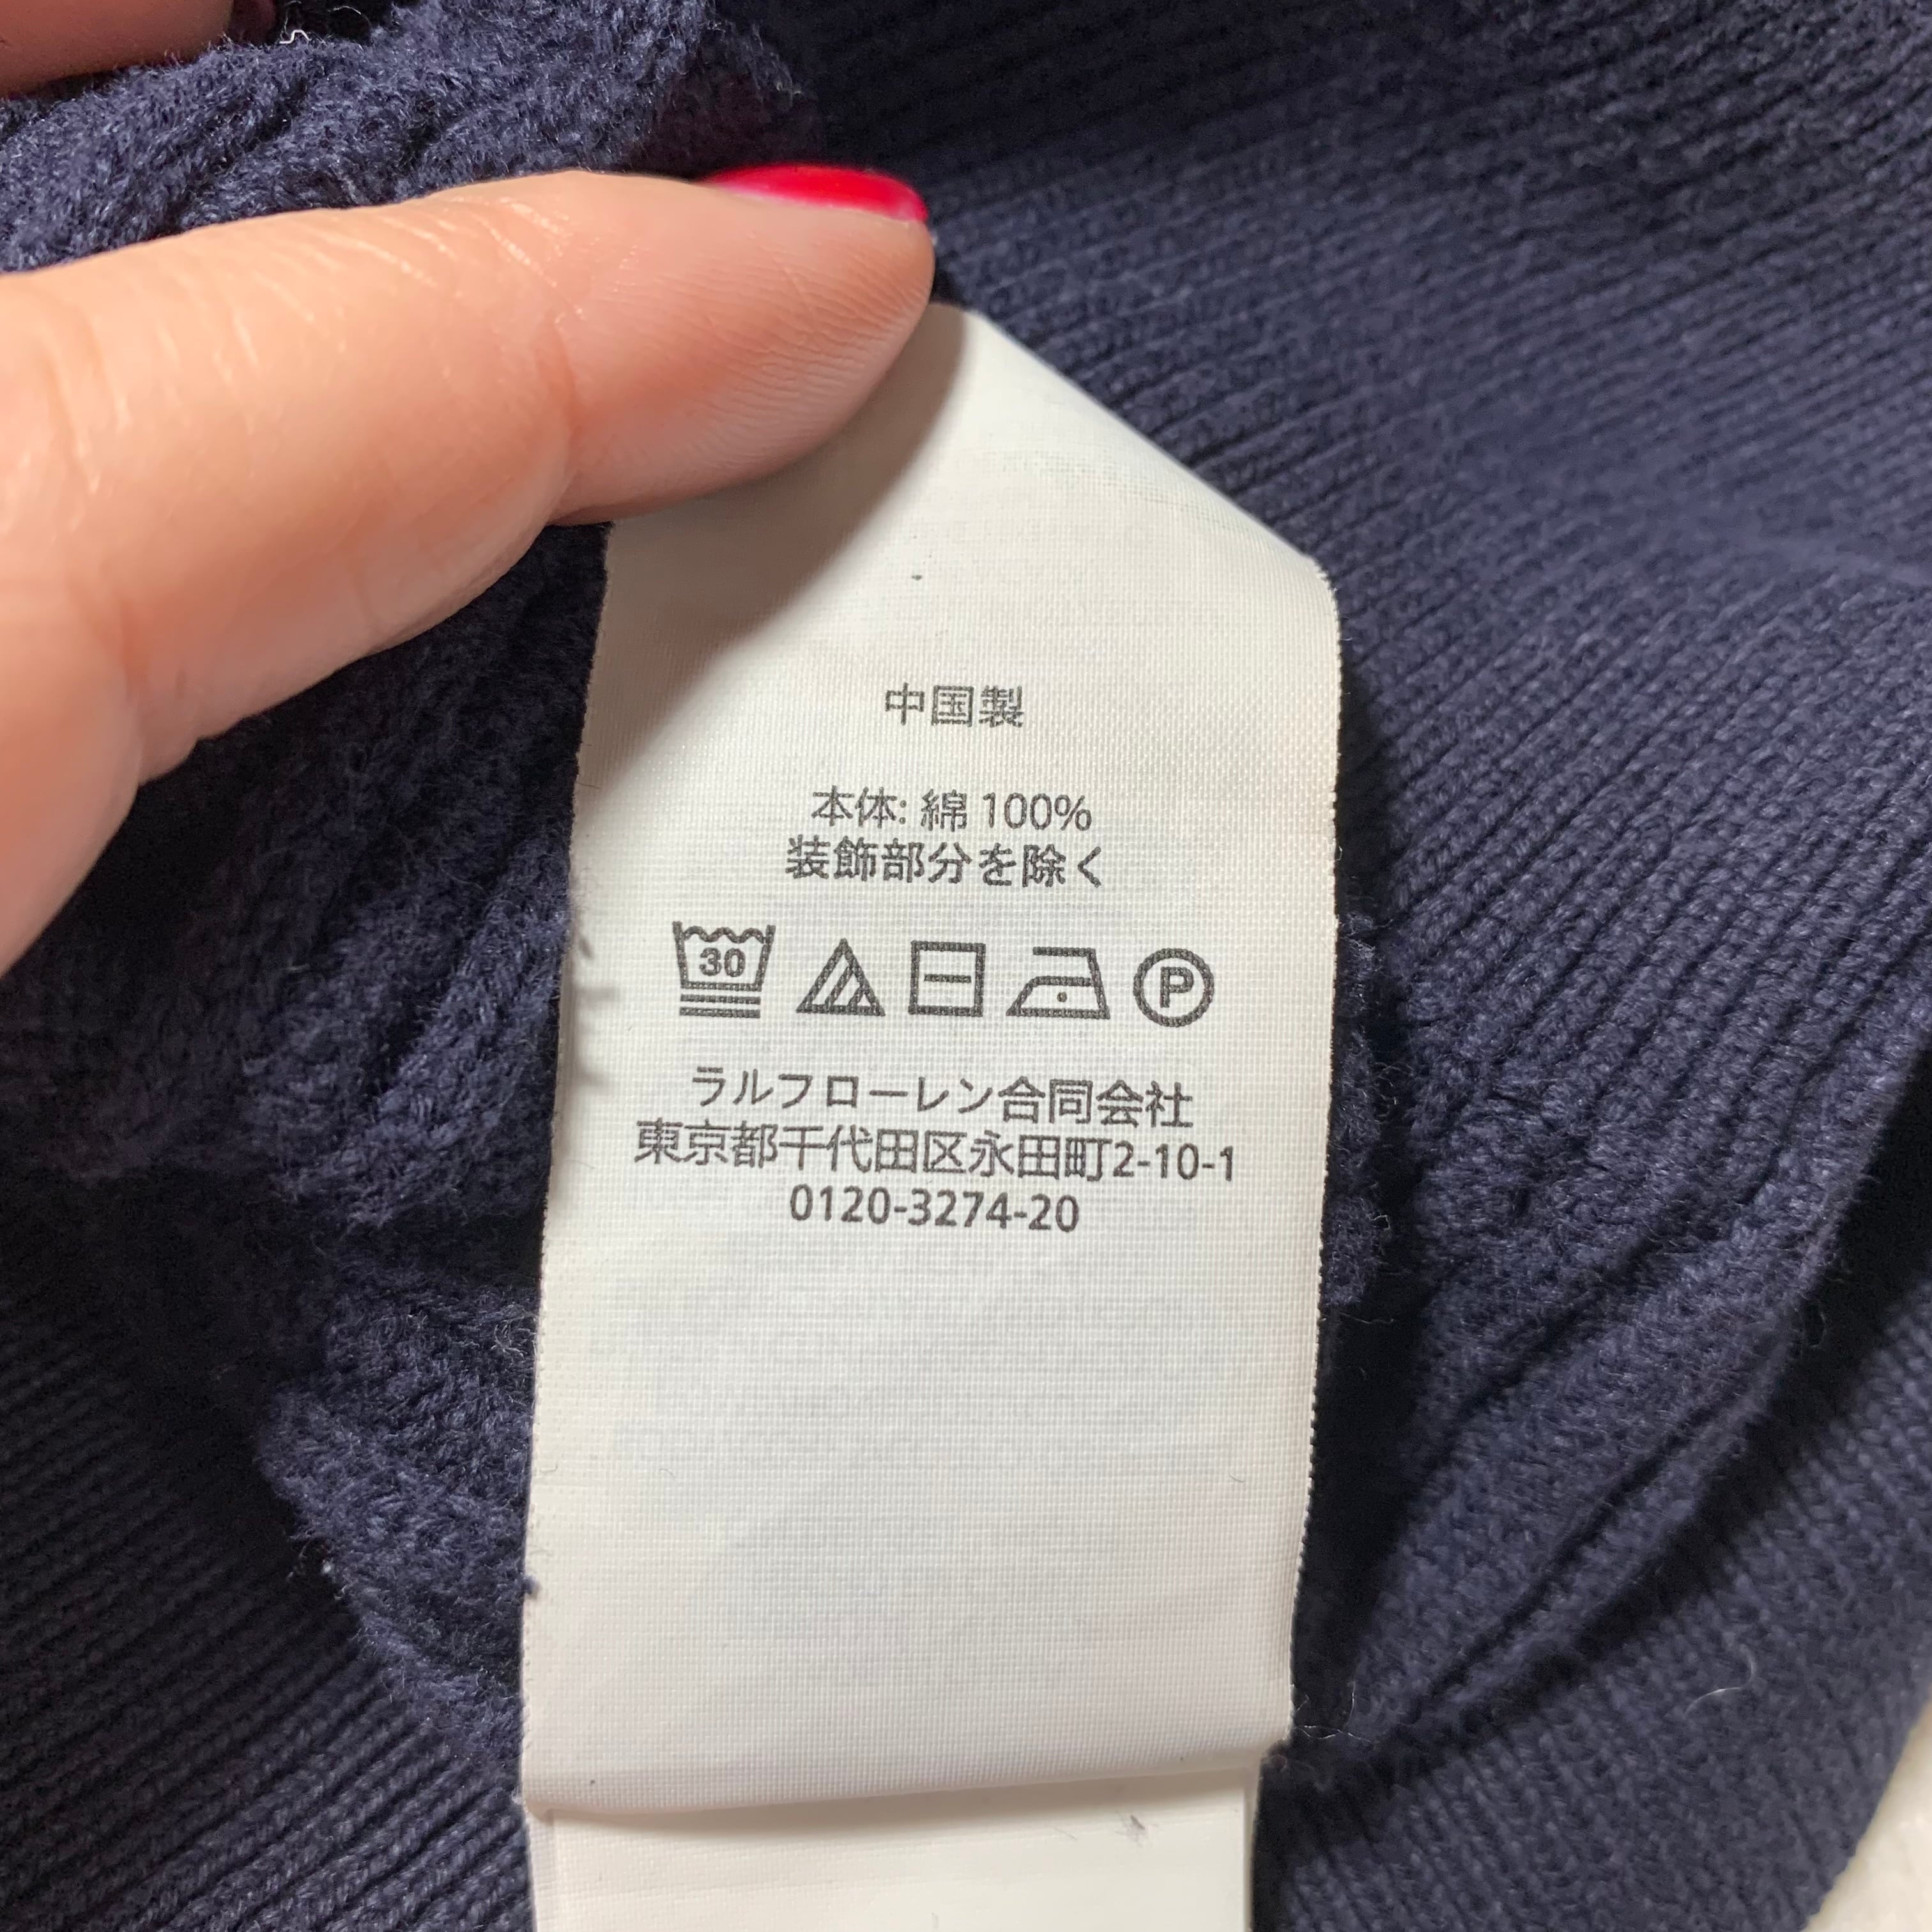 中国製
本体: 綿 100%
装飾部分を除く
30 P
ラルフローレン合同会社
東京都千代田区永田町2-10-1
0120-3274-20